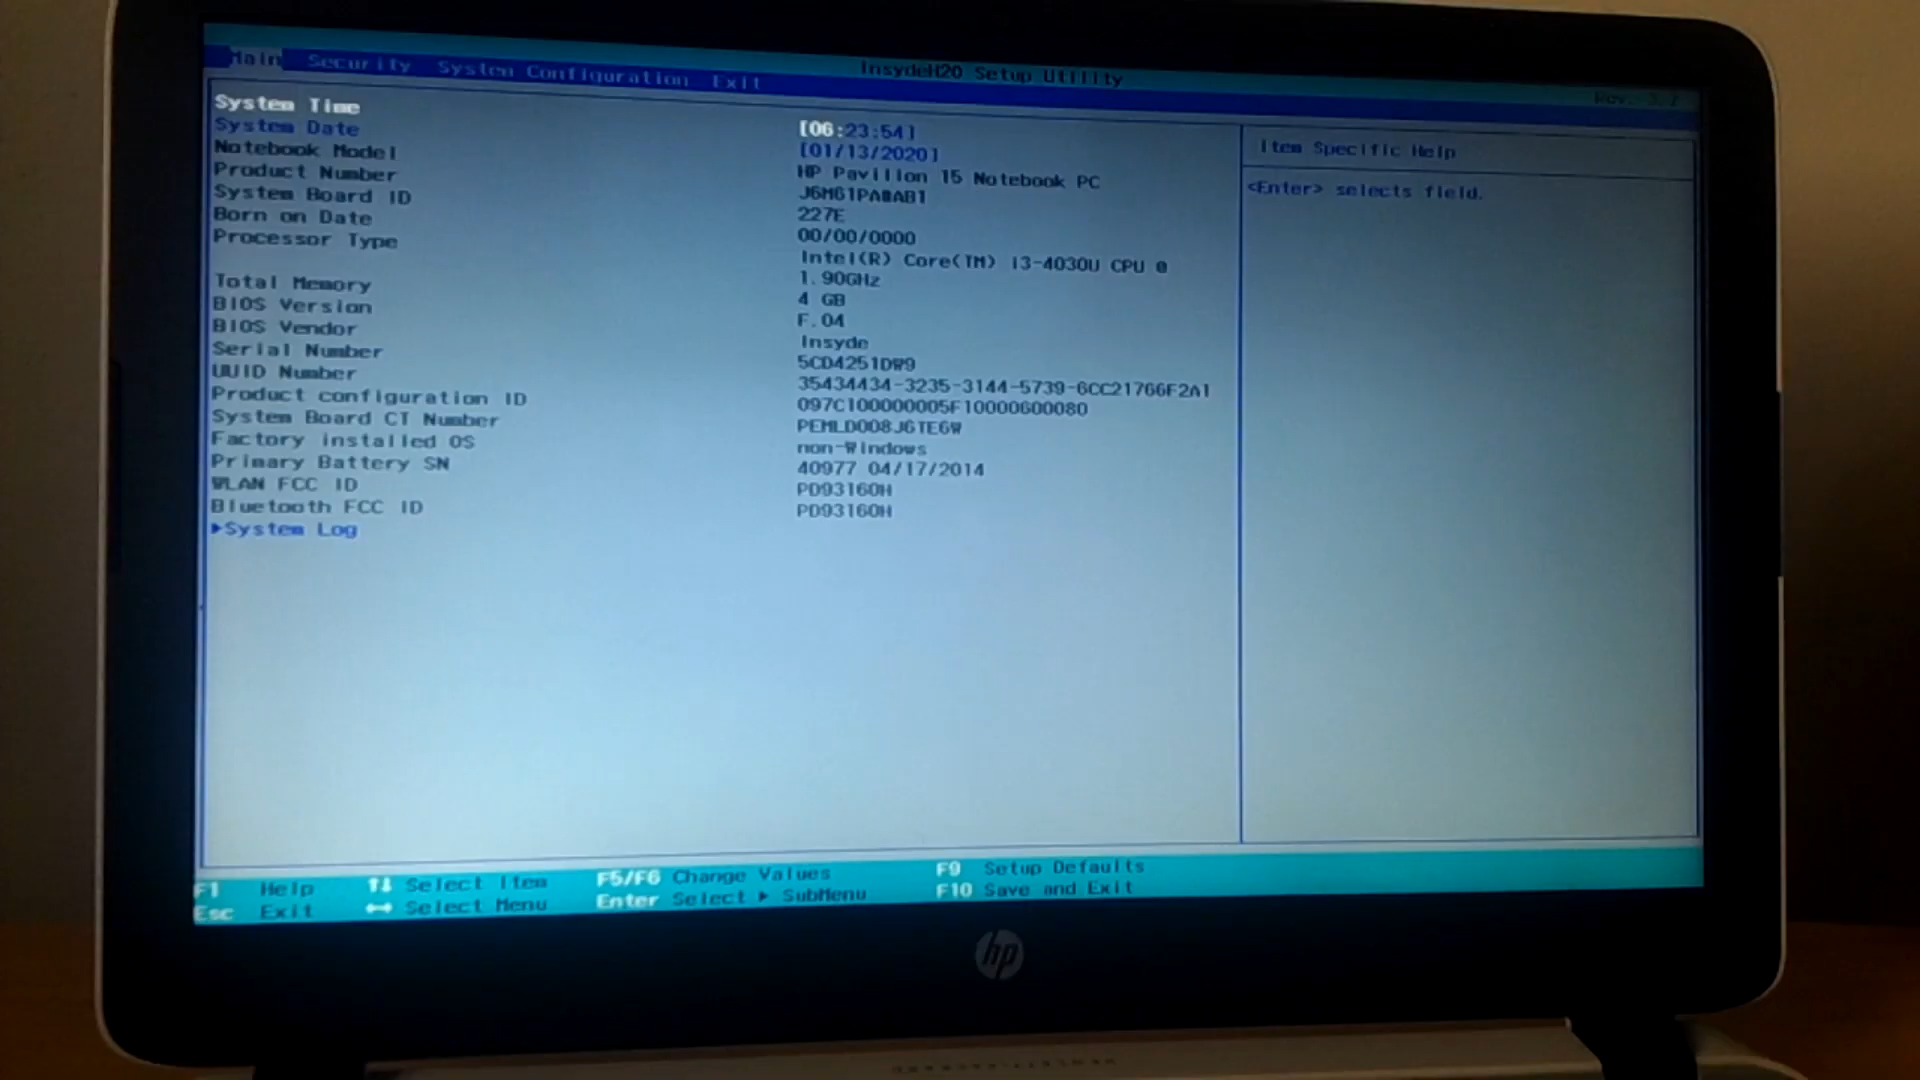 InsydeH20 Setup Utility
Rev. 3.7
Main Security System Configuration Exit
System Time [06:23:54]
System Date [01/13/2020]
Notebook Model HP Pavilion 15 Notebook PC
Product Number J6M61PA#AB1
System Board ID 227E
Born on Date 00/00/0000
Processor Type Intel(R) Core(TM) i3-4030U CPU @
1.90GHz
Total Memory 4 GB
BIOS Version F.04
BIOS Vendor Insyde
Serial Number 5CD4251DW9
UUID Number 35434434-3235-3144-5739-6CC21766F2A1
Product configuration ID 097C100000005F10000600080
System Board CT Number PEMLD008J6TE6W
Factory installed OS non-Windows
Primary Battery SN 40977 04/17/2014
WLAN FCC ID PD93160H
Bluetooth FCC ID PD93160H
▶System Log
Item Specific Help
<Enter> selects field.
F1 Help ↑↓ Select Item F5/F6 Change Values F9 Setup Defaults
Esc Exit ↔ Select Menu Enter Select ▶ SubMenu F10 Save and Exit
hp